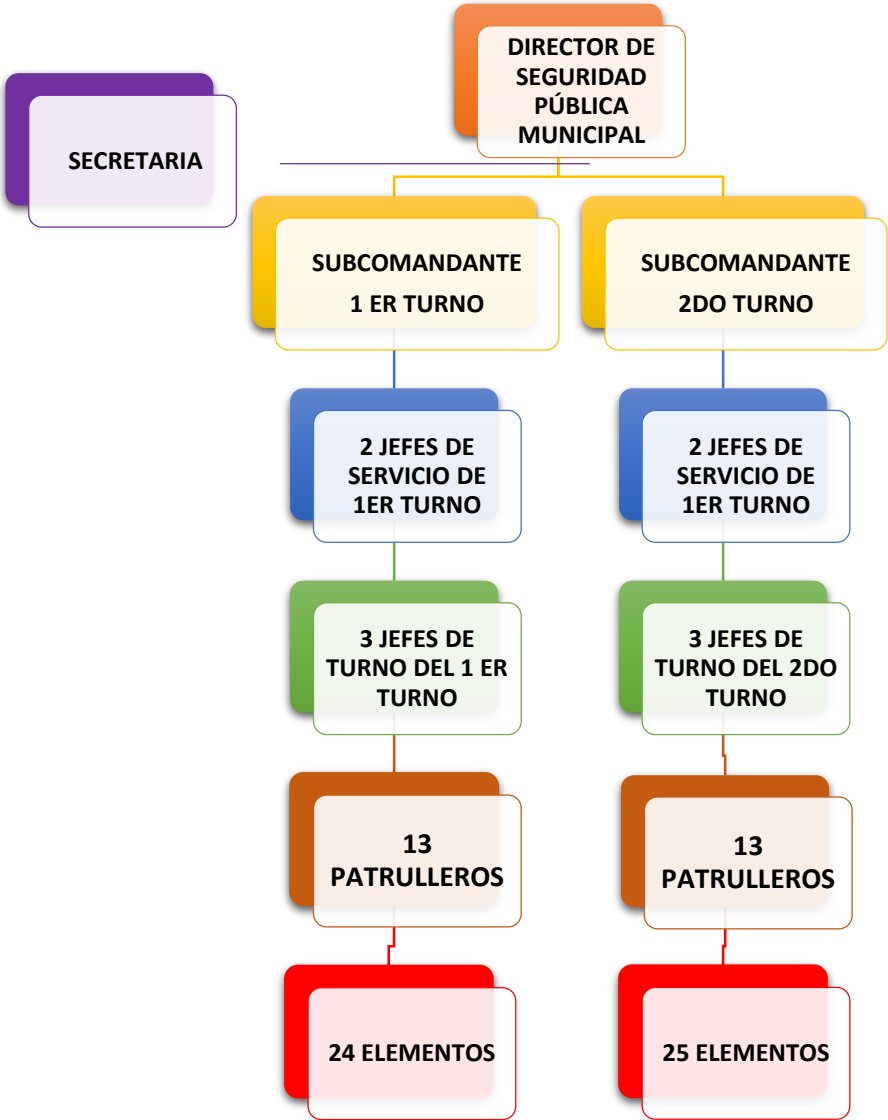 DIRECTOR DE
SEGURIDAD
PÚBLICA
MUNICIPAL
SECRETARIA
SUBCOMANDANTE
1 ER TURNO
SUBCOMANDANTE
2DO TURNO
2 JEFES DE
SERVICIO DE
1ER TURNO
2 JEFES DE
SERVICIO DE
1ER TURNO
3 JEFES DE
TURNO DEL 1 ER
TURNO
3 JEFES DE
TURNO DEL 2DO
TURNO
13
PATRULLEROS
13
PATRULLEROS
24 ELEMENTOS
25 ELEMENTOS